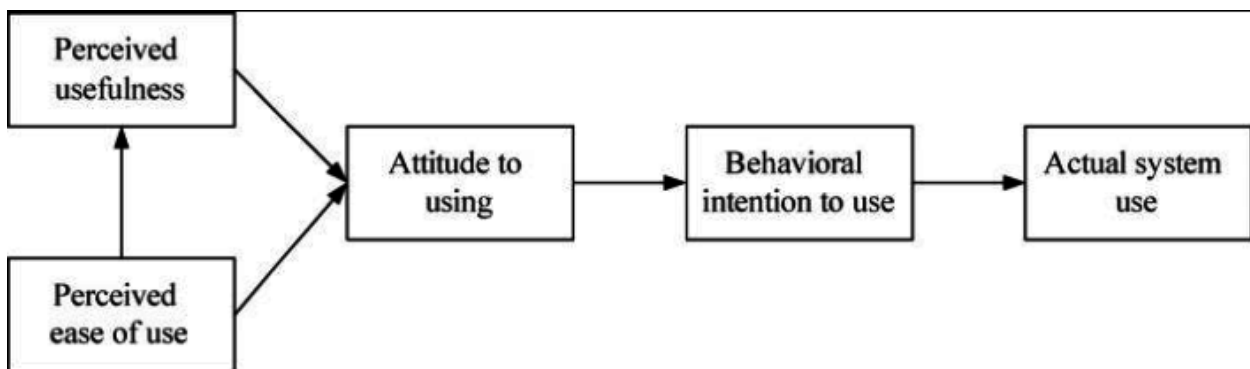 Perceived
usefulness
Perceived
ease of use
Attitude to
using
Behavioral
intention to use
Actual system
use